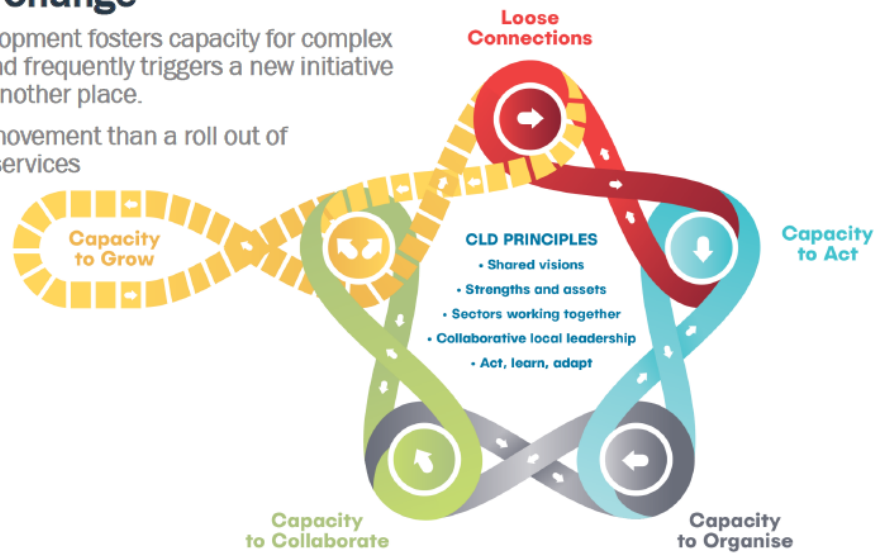 change
opment fosters capacity for complex
nd frequently triggers a new initiative
nother place.
movement than a roll out of
services
Loose
Connections
Capacity
to Grow
CLD PRINCIPLES
• Shared visions
• Strengths and assets
• Sectors working together
• Collaborative local leadership
• Act, learn, adapt
Capacity
to Act
Capacity
to Collaborate
Capacity
to Organise